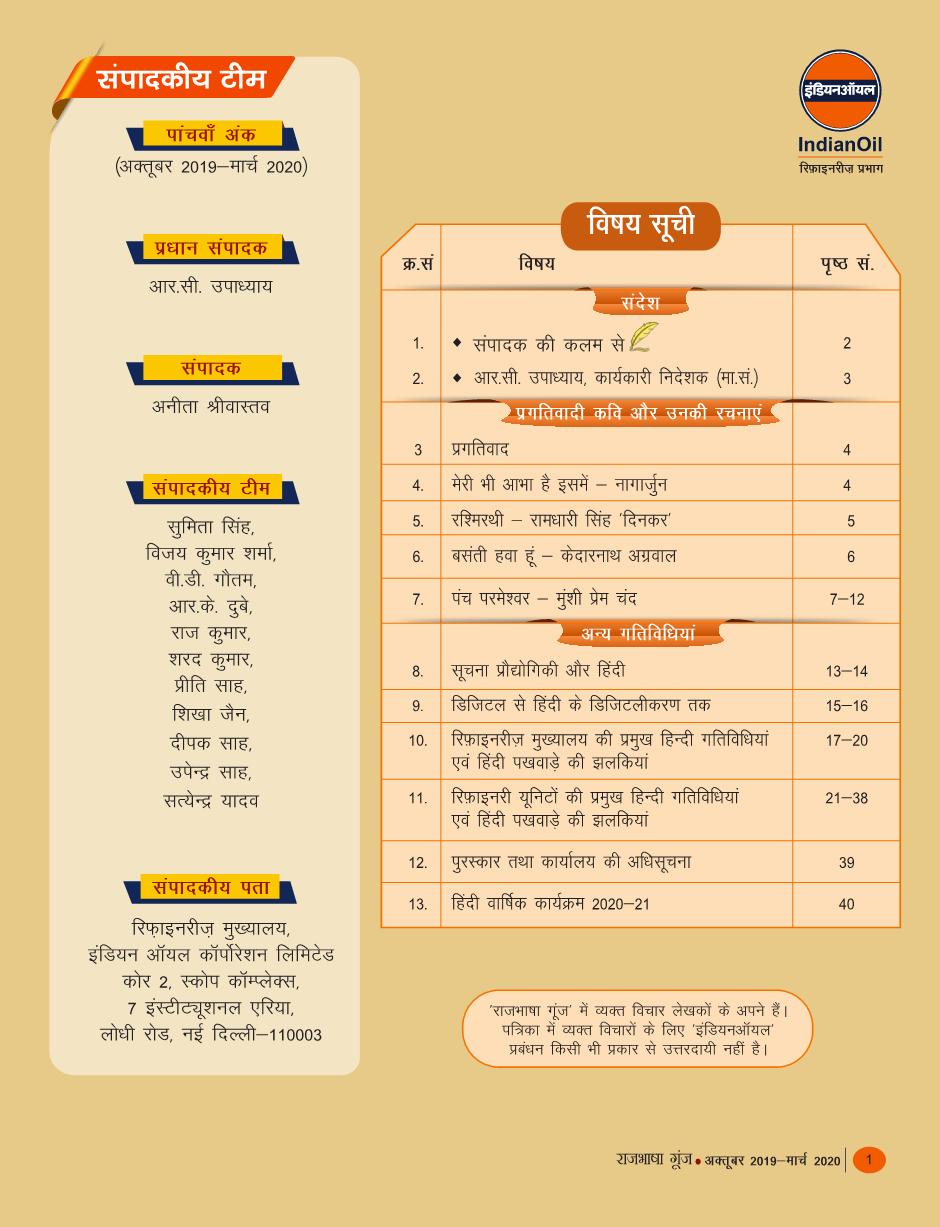 संपादकीय टीम
पांचवाँ अंक
(अक्तूबर 2019–मार्च 2020)
प्रधान संपादक
आर.सी. उपाध्याय
संपादक
अनीता श्रीवास्तव
संपादकीय टीम
सुमिता सिंह,
विजय कुमार शर्मा,
वी.डी. गौतम,
आर.के. दुबे,
राज कुमार,
शरद कुमार,
प्रीति साह,
शिखा जैन,
दीपक साह,
उपेन्द्र साह,
सत्येन्द्र यादव
संपादकीय पता
रिफ़ाइनरीज़ मुख्यालय,
इंडियन ऑयल कॉर्पोरेशन लिमिटेड
कोर 2, स्कोप कॉम्प्लेक्स,
7 इंस्टीट्यूशनल एरिया,
लोधी रोड, नई दिल्ली–110003
इंडियनऑयल
IndianOil
रिफ़ाइनरीज़ प्रभाग
विषय सूची
क्र.सं विषय पृष्ठ सं.
संदेश
1. ◆ संपादक की कलम से 2
2. ◆ आर.सी. उपाध्याय, कार्यकारी निदेशक (मा.सं.) 3
प्रगतिवादी कवि और उनकी रचनाएं
3 प्रगतिवाद 4
4. मेरी भी आभा है इसमें – नागार्जुन 4
5. रश्मिरथी – रामधारी सिंह 'दिनकर' 5
6. बसंती हवा हूं – केदारनाथ अग्रवाल 6
7. पंच परमेश्वर – मुंशी प्रेम चंद 7–12
अन्य गतिविधियां
8. सूचना प्रौद्योगिकी और हिंदी 13–14
9. डिजिटल से हिंदी के डिजिटलीकरण तक 15–16
10. रिफ़ाइनरीज़ मुख्यालय की प्रमुख हिन्दी गतिविधियां 17–20
एवं हिंदी पखवाड़े की झलकियां
11. रिफ़ाइनरी यूनिटों की प्रमुख हिन्दी गतिविधियां 21–38
एवं हिंदी पखवाड़े की झलकियां
12. पुरस्कार तथा कार्यालय की अधिसूचना 39
13. हिंदी वार्षिक कार्यक्रम 2020–21 40
'राजभाषा गूंज' में व्यक्त विचार लेखकों के अपने हैं।
पत्रिका में व्यक्त विचारों के लिए 'इंडियनऑयल'
प्रबंधन किसी भी प्रकार से उत्तरदायी नहीं है।
राजभाषा गूंज • अक्तूबर 2019–मार्च 2020 1